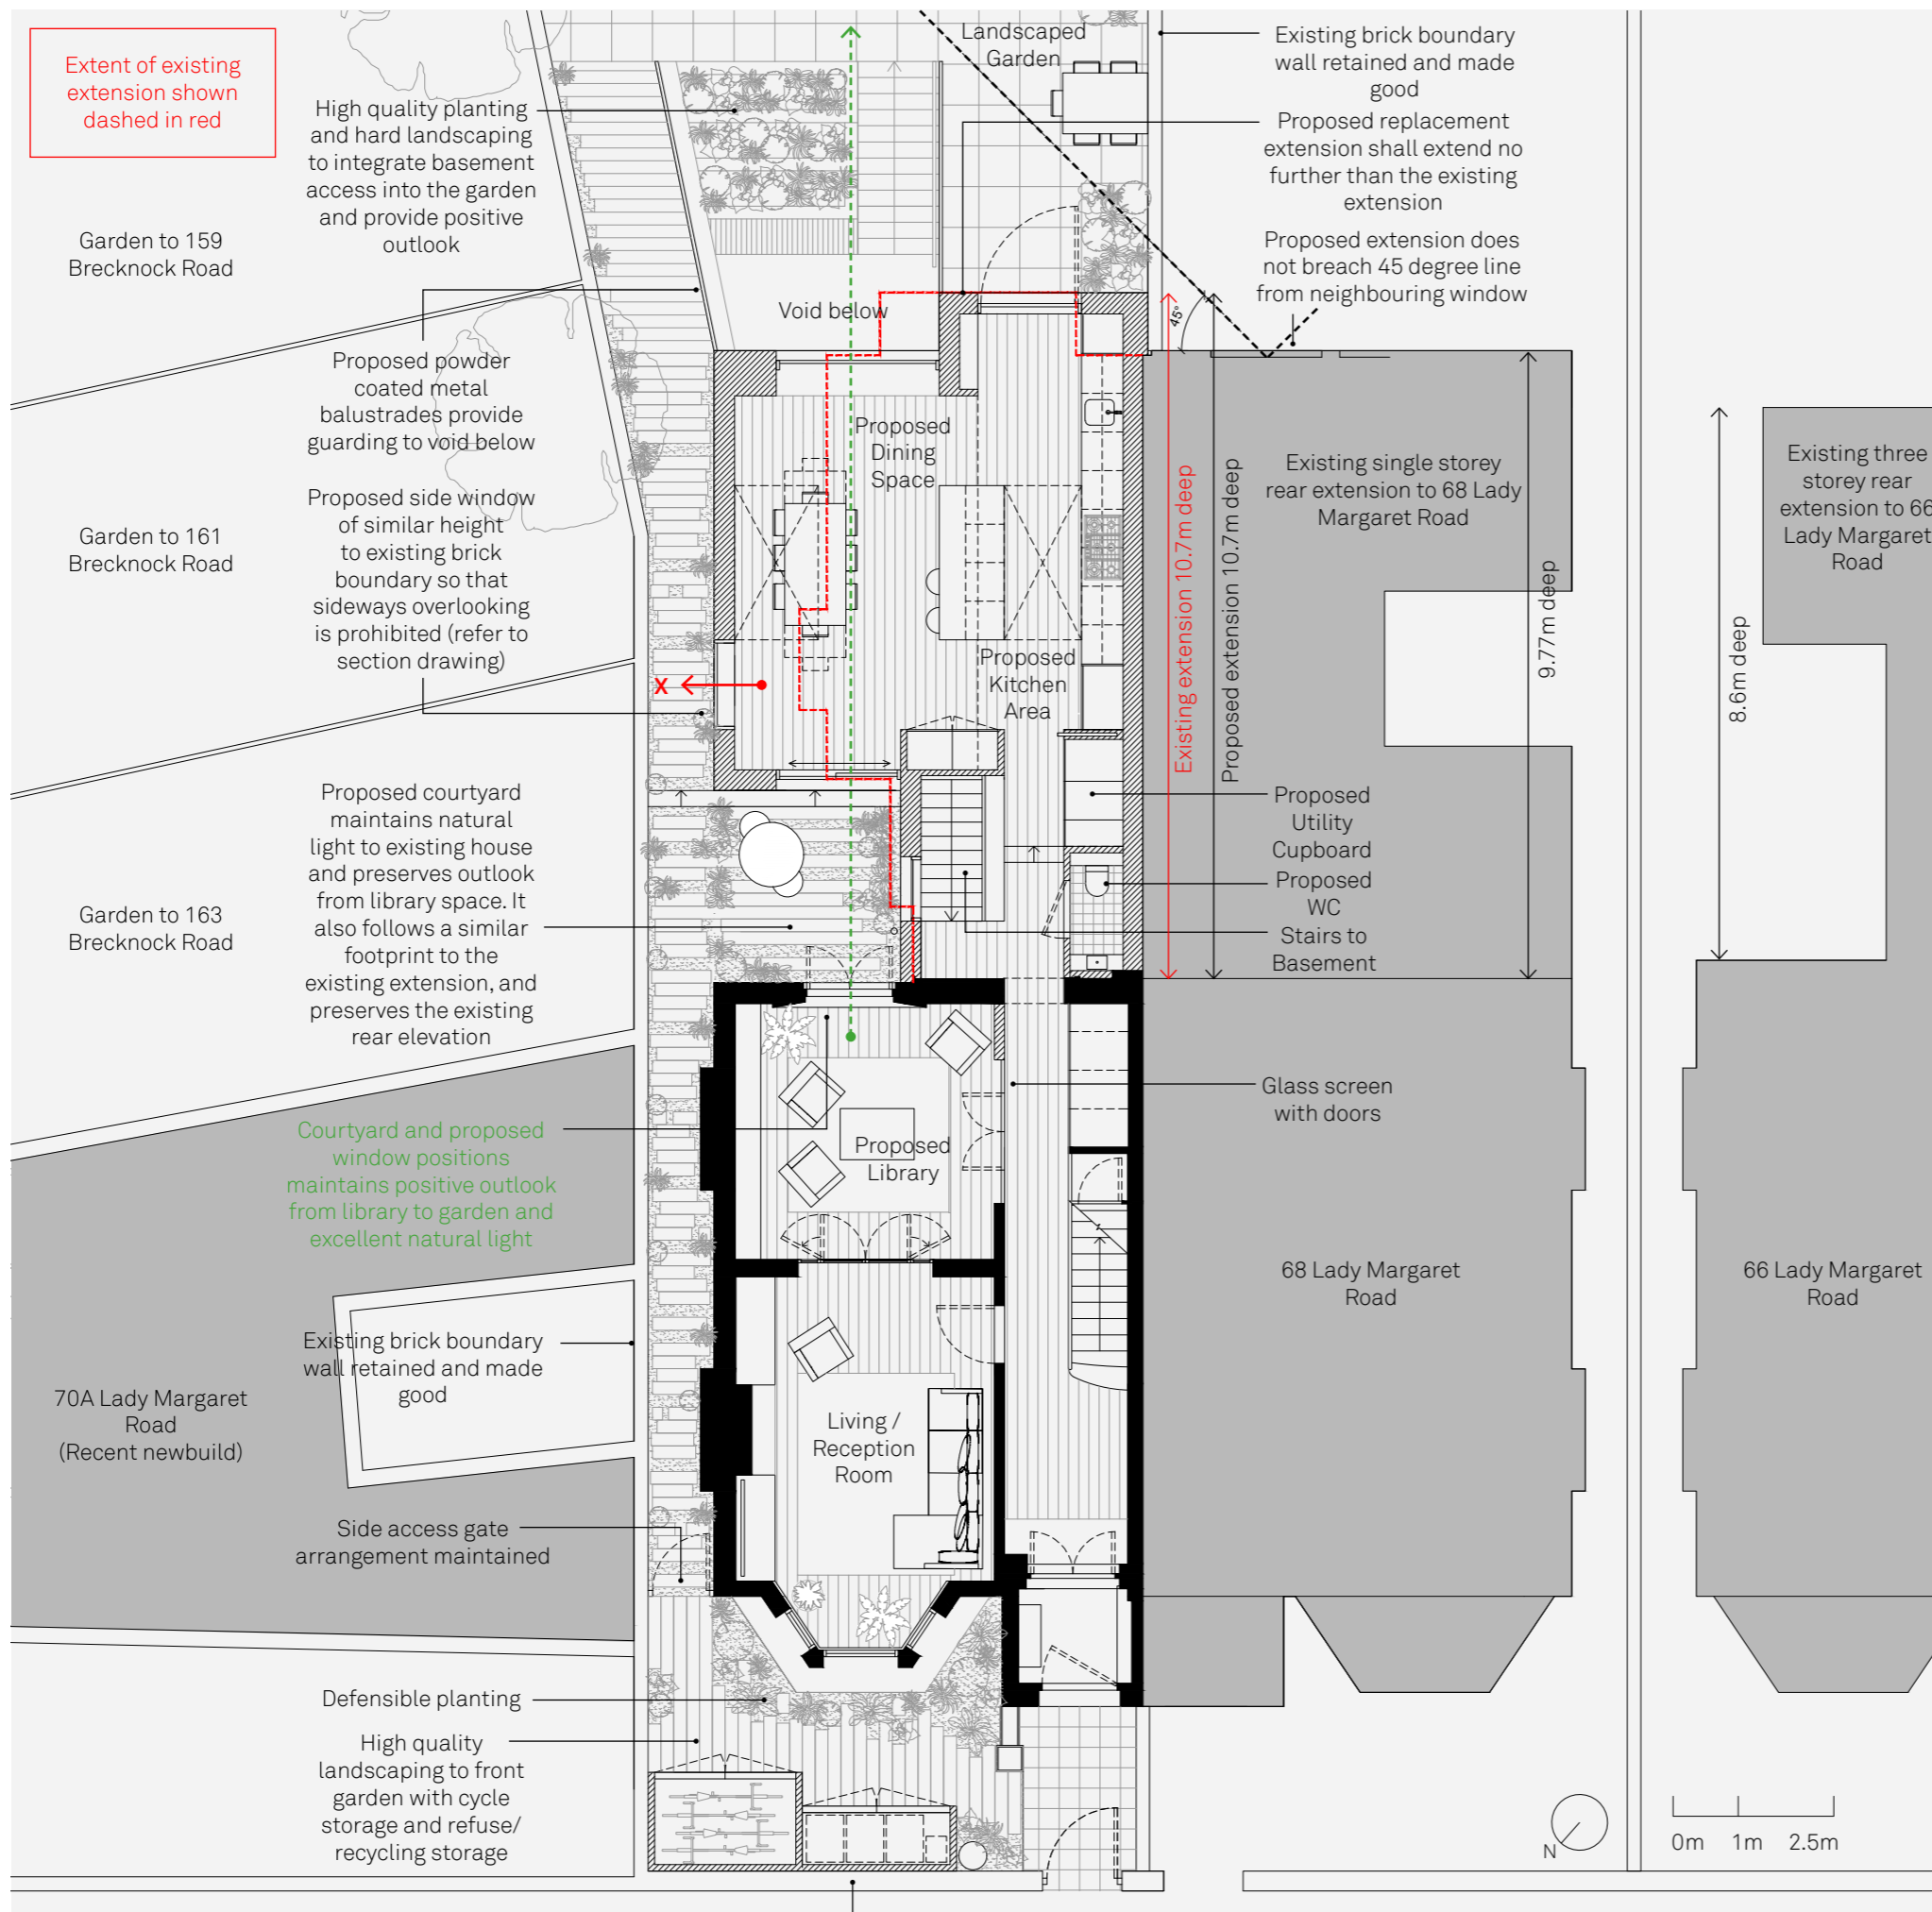 Extent of existing
extension shown
dashed in red
High quality planting
and hard landscaping
to integrate basement
access into the garden
and provide positive
outlook
Landscaped
Garden
Existing brick boundary
wall retained and made
good
Proposed replacement
extension shall extend no
further than the existing
extension
Proposed extension does
not breach 45 degree line
from neighbouring window
45°
Garden to 159
Brecknock Road
Void below
Proposed powder
coated metal
balustrades provide
guarding to void below
Proposed
Dining
Space
Existing extension 10.7m deep
Proposed extension 10.7m deep
Existing single storey
rear extension to 68 Lady
Margaret Road
9.77m deep
8.6m deep
Existing three
storey rear
extension to 66
Lady Margaret
Road
Garden to 161
Brecknock Road
Proposed side window
of similar height
to existing brick
boundary so that
sideways overlooking
is prohibited (refer to
section drawing)
X
Proposed
Kitchen
Area
Proposed courtyard
maintains natural
light to existing house
and preserves outlook
from library space. It
also follows a similar
footprint to the
existing extension, and
preserves the existing
rear elevation
Proposed
Utility
Cupboard
Proposed
WC
Stairs to
Basement
Garden to 163
Brecknock Road
Glass screen
with doors
Courtyard and proposed
window positions
maintains positive outlook
from library to garden and
excellent natural light
Proposed
Library
68 Lady Margaret
Road
66 Lady Margaret
Road
Existing brick boundary
wall retained and made
good
70A Lady Margaret
Road
(Recent newbuild)
Living /
Reception
Room
Side access gate
arrangement maintained
Defensible planting
High quality
landscaping to front
garden with cycle
storage and refuse/
recycling storage
N
0m 1m 2.5m